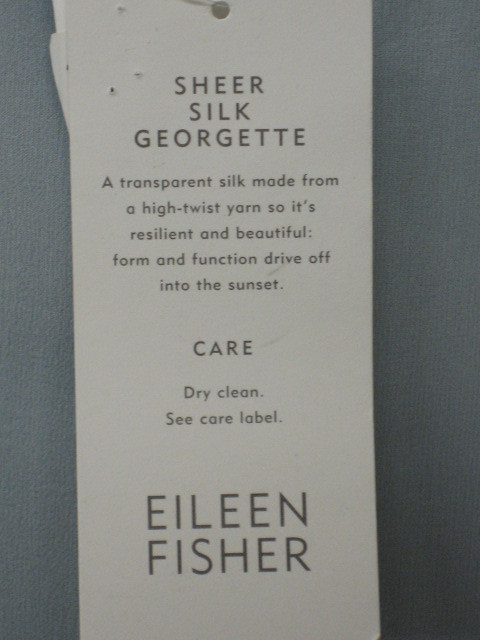 SHEER
SILK
GEORGETTE
A transparent silk made from
a high-twist yarn so it's
resilient and beautiful:
form and function drive off
into the sunset.
CARE
Dry clean.
See care label.
EILEEN
FISHER